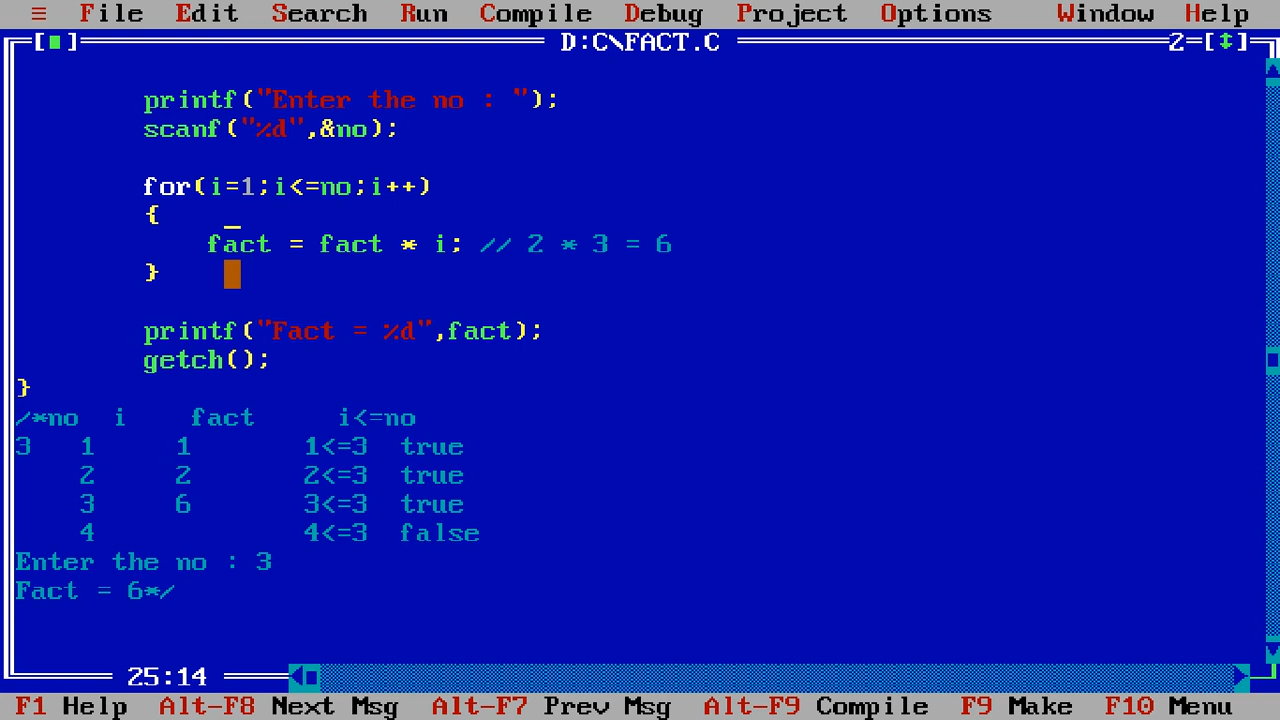 ≡ File Edit Search Run Compile Debug Project Options Window Help
[■] D:C\FACT.C 2=[↕]
printf("Enter the no : ");
scanf("%d",&no);
for(i=1;i<=no;i++)
{
fact = fact * i; // 2 * 3 = 6
}
printf("Fact = %d",fact);
getch();
}
/*no i fact i<=no
3 1 1 1<=3 true
2 2 2<=3 true
3 6 3<=3 true
4 4<=3 false
Enter the no : 3
Fact = 6*/
25:14
F1 Help Alt-F8 Next Msg Alt-F7 Prev Msg Alt-F9 Compile F9 Make F10 Menu